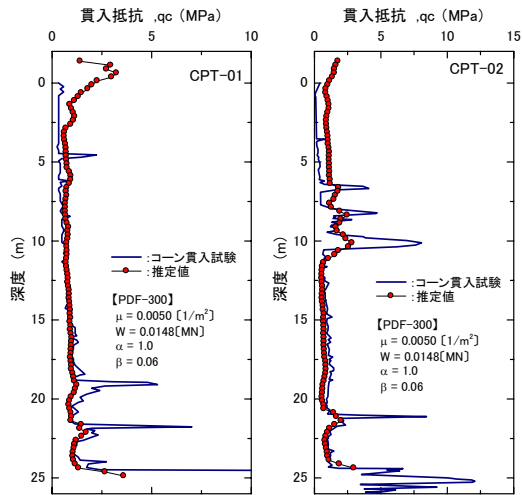 貫入抵抗 ,qc (MPa)
0 5 10
CPT-01
深度 (m)
0
5
10
15
20
25
:コーン貫入試験
:推定値
【PDF-300】
μ = 0.0050 [1/m²]
W = 0.0148[MN]
α = 1.0
β = 0.06
貫入抵抗 ,qc (MPa)
0 5 10 15
CPT-02
深度 (m)
0
5
10
15
20
25
:コーン貫入試験
:推定値
【PDF-300】
μ = 0.0050 [1/m²]
W = 0.0148[MN]
α = 1.0
β = 0.06